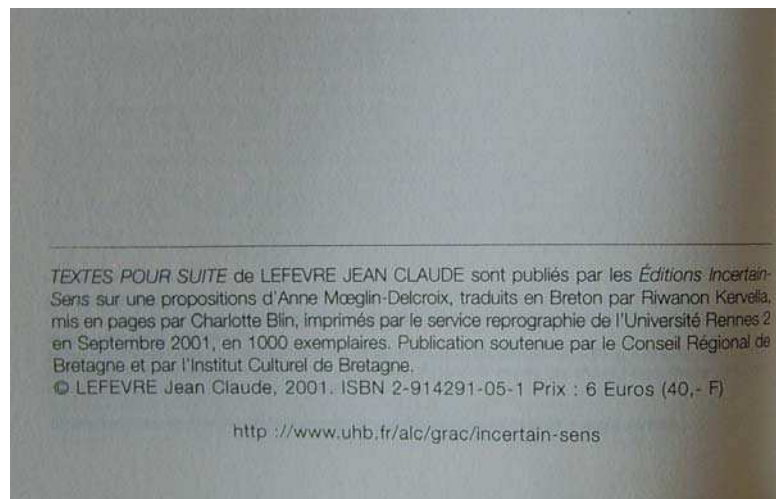 TEXTES POUR SUITE de LEFEVRE JEAN CLAUDE sont publiés par les Éditions Incertain-
Sens sur une propositions d'Anne Mœglin-Delcroix, traduits en Breton par Riwanon Kervella,
mis en pages par Charlotte Blin, imprimés par le service reprographie de l'Université Rennes 2
en Septembre 2001, en 1000 exemplaires. Publication soutenue par le Conseil Régional de
Bretagne et par l'Institut Culturel de Bretagne.
© LEFEVRE Jean Claude, 2001. ISBN 2-914291-05-1 Prix : 6 Euros (40,- F)
http ://www.uhb.fr/alc/grac/incertain-sens